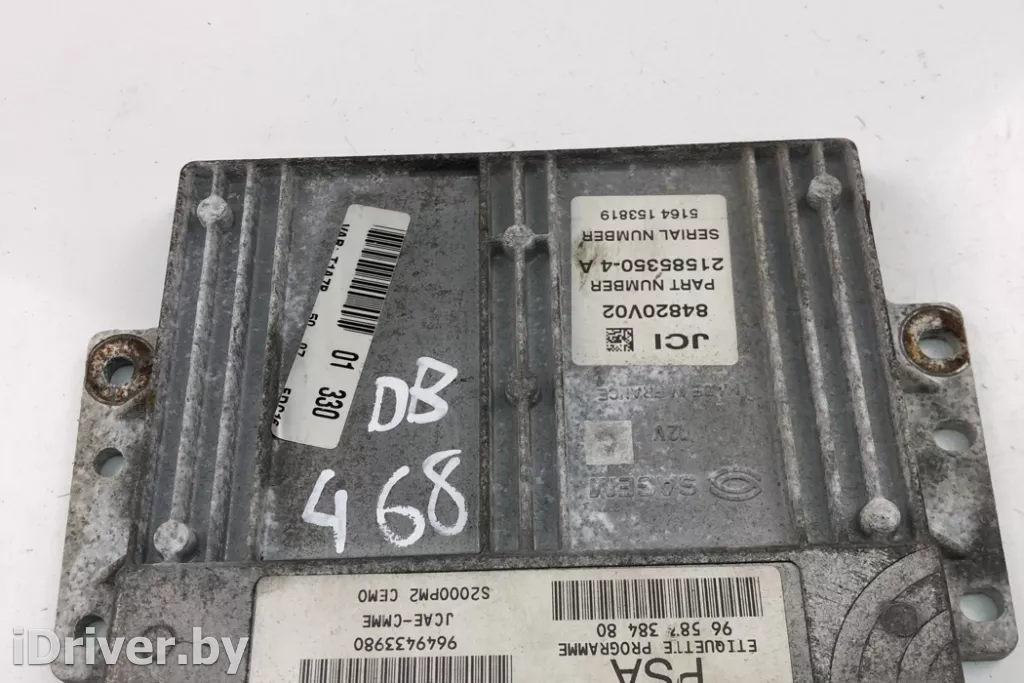 JCI
84820V02
PART NUMBER
21585350-4 A
SERIAL NUMBER
5164 153819
01 330
DB
468
12V
SAGEM
PSA
ETIQUETTE PROGRAMME
96 58
384 80
9649433980
JCAE-CMME
S2000PM2 CEMO
iDriver.by